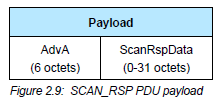 Payload
AdvA ScanRspData
(6 octets) (0-31 octets)
Figure 2.9: SCAN_RSP PDU payload